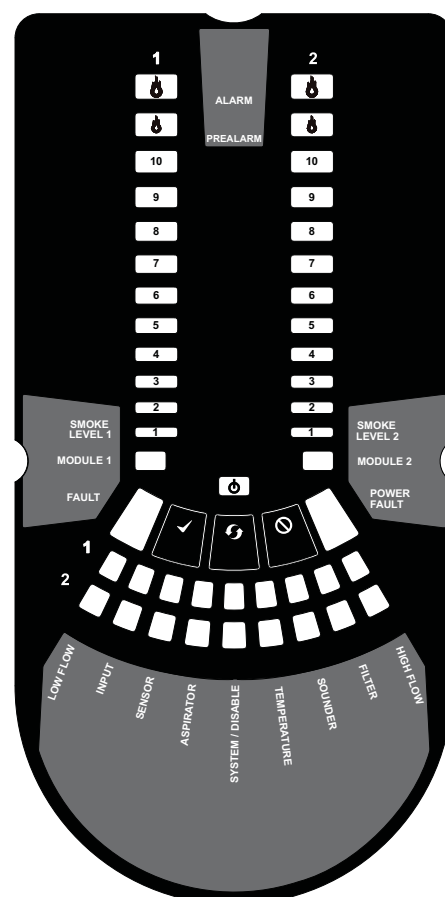 1
2
ALARM
PREALARM
10
10
9
9
8
8
7
7
6
6
5
5
4
4
3
3
2
2
1
1
SMOKE
LEVEL 1
SMOKE
LEVEL 2
MODULE 1
MODULE 2
FAULT
POWER
FAULT
1
2
LOW FLOW
INPUT
SENSOR
ASPIRATOR
SYSTEM / DISABLE
TEMPERATURE
SOUNDER
FILTER
HIGH FLOW